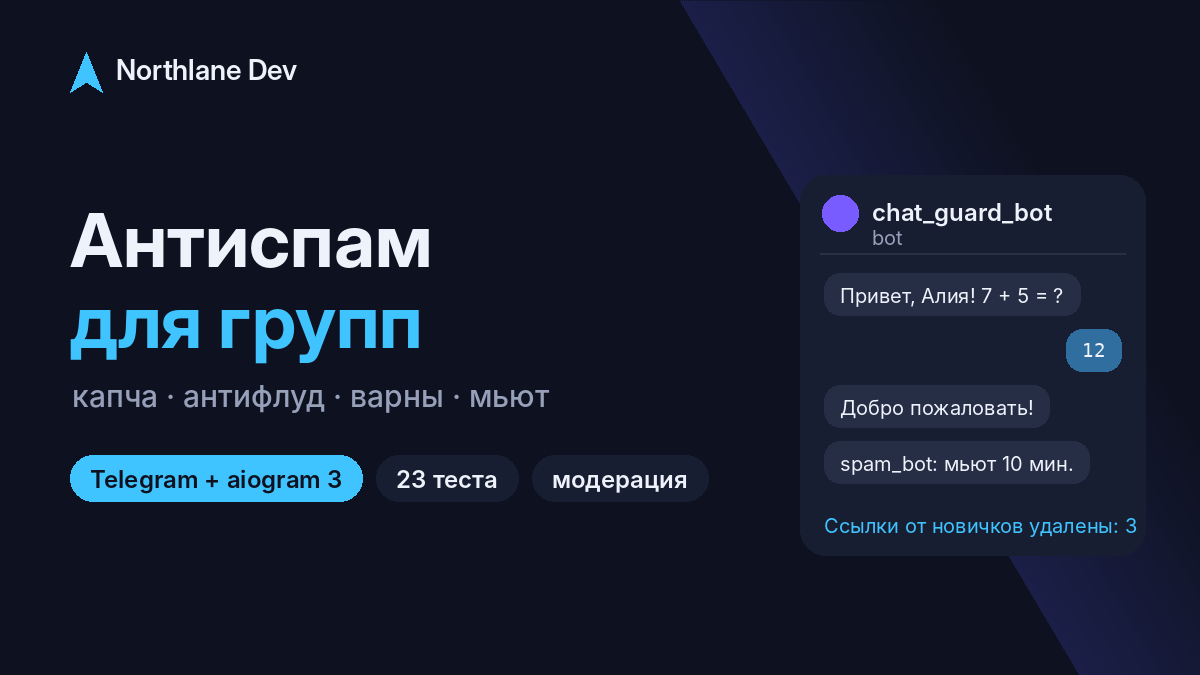 Northlane Dev
Антиспам
для групп
капча · антифлуд · варны · мьют
Telegram + aiogram 3
23 теста
модерация
chat_guard_bot
bot
Привет, Алия! 7 + 5 = ?
12
Добро пожаловать!
spam_bot: мьют 10 мин.
Ссылки от новичков удалены: 3